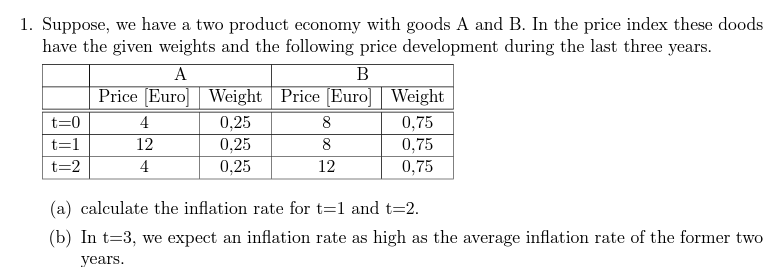 1. Suppose, we have a two product economy with goods A and B. In the price index these doods
have the given weights and the following price development during the last three years.
A B
Price [Euro] Weight Price [Euro] Weight
t=0 4 0,25 8 0,75
t=1 12 0,25 8 0,75
t=2 4 0,25 12 0,75
(a) calculate the inflation rate for t=1 and t=2.
(b) In t=3, we expect an inflation rate as high as the average inflation rate of the former two
years.